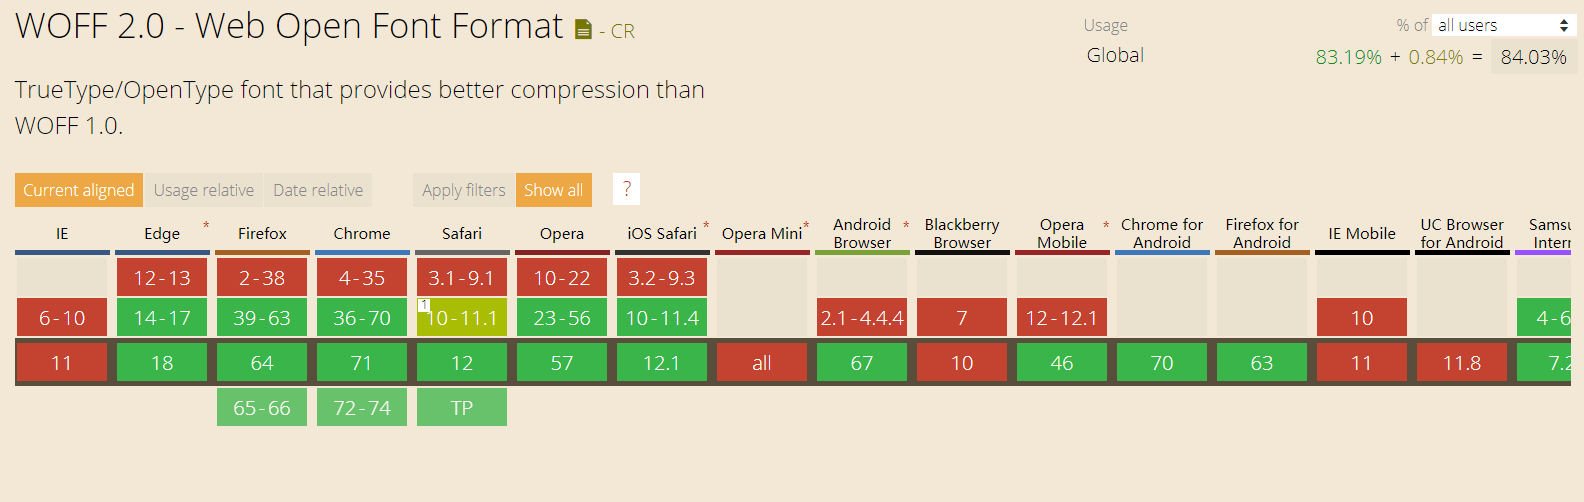 WOFF 2.0 - Web Open Font Format - CR
Usage % of all users
Global 83.19% + 0.84% = 84.03%
TrueType/OpenType font that provides better compression than
WOFF 1.0.
Current aligned Usage relative Date relative Apply filters Show all ?
IE Edge * Firefox Chrome Safari Opera iOS Safari * Opera Mini * Android Browser * Blackberry Browser Opera Mobile * Chrome for Android Firefox for Android IE Mobile UC Browser for Android Samsu Intern
12-13 2-38 4-35 3.1-9.1 10-22 3.2-9.3
6-10 14-17 39-63 36-70 1 10-11.1 23-56 10-11.4 2.1-4.4.4 7 12-12.1 10 4-6
11 18 64 71 12 57 12.1 all 67 10 46 70 63 11 11.8 7.2
65-66 72-74 TP